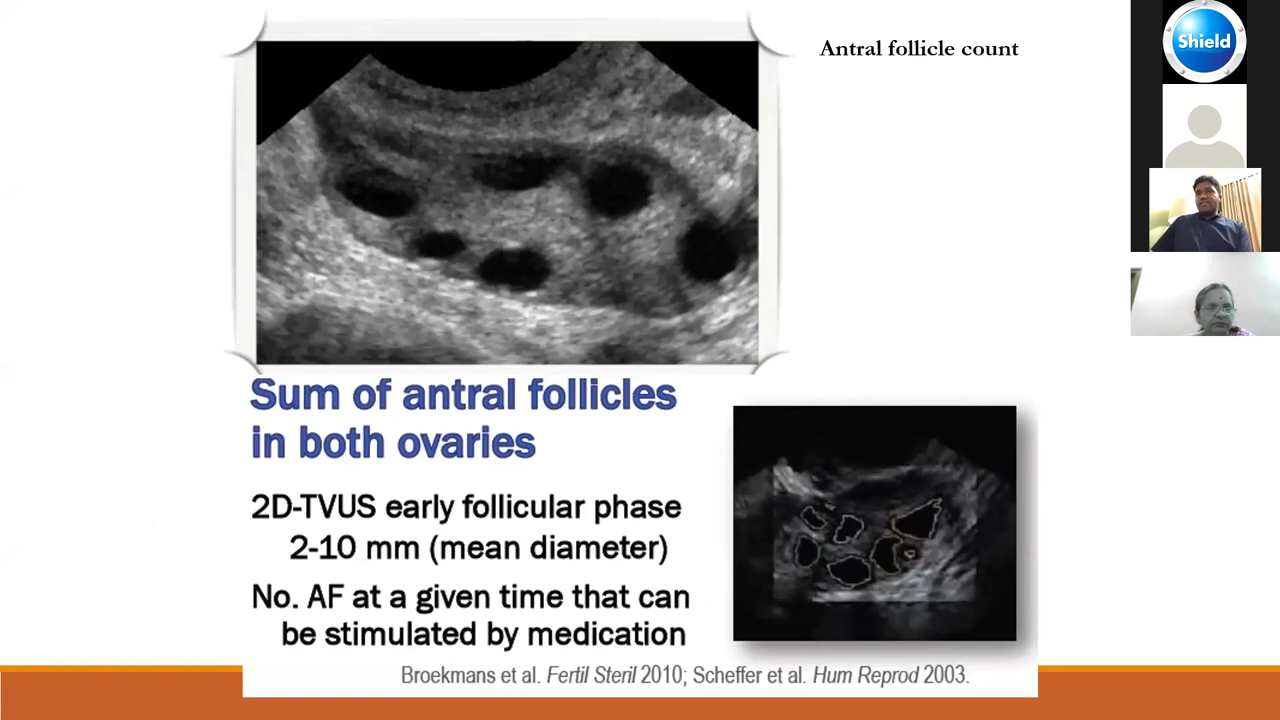 Antral follicle count
Shield
Sum of antral follicles
in both ovaries
2D-TVUS early follicular phase
2-10 mm (mean diameter)
No. AF at a given time that can
be stimulated by medication
Broekmans et al. Fertil Steril 2010; Scheffer et al. Hum Reprod 2003.